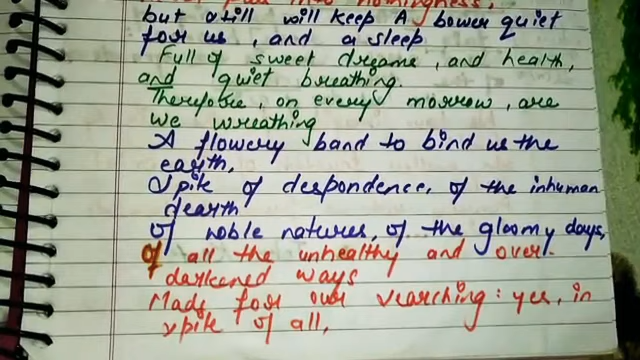 pass into nothingness,
but still will keep A bower quiet
for us, and a sleep
Full of sweet dreams, and health,
and quiet breathing.
Therefore, on every morrow, are
we wreathing
A flowery band to bind us the
earth,
Spite of despondence, of the inhuman
dearth
Of noble natures, of the gloomy days,
Of all the unhealthy and over-
darkened ways
Made for our searching: yes, in
spite of all,